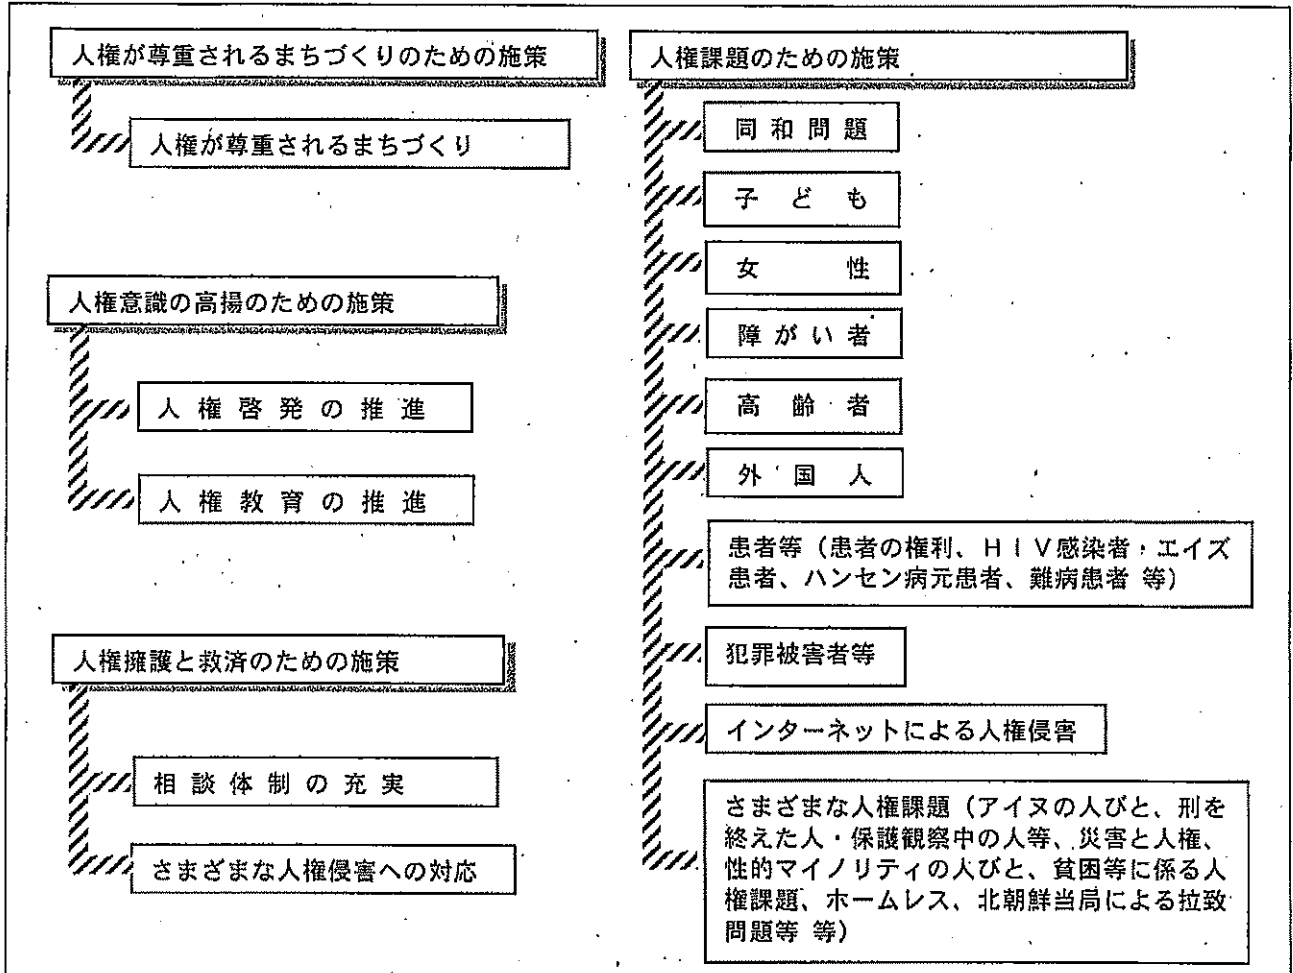 人権が尊重されるまちづくりのための施策
人権が尊重されるまちづくり
人権意識の高揚のための施策
人権啓発の推進
人権教育の推進
人権擁護と救済のための施策
相談体制の充実
さまざまな人権侵害への対応
人権課題のための施策
同和問題
子ども
女性
障がい者
高齢者
外国人
患者等（患者の権利、HIV感染者・エイズ
患者、ハンセン病元患者、難病患者 等）
犯罪被害者等
インターネットによる人権侵害
さまざまな人権課題（アイヌの人びと、刑を
終えた人・保護観察中の人等、災害と人権、
性的マイノリティの人びと、貧困等に係る人
権課題、ホームレス、北朝鮮当局による拉致
問題等 等）